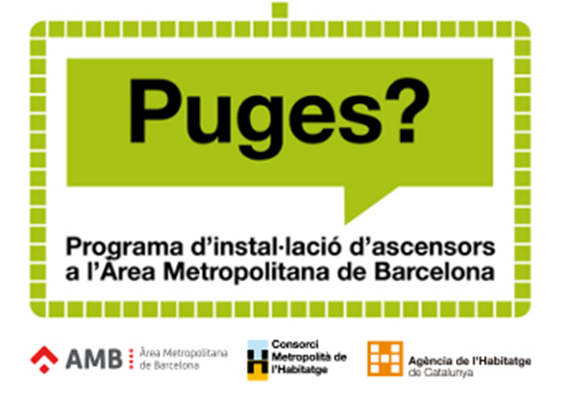 Puges?
Programa d'instal·lació d'ascensors
a l'Àrea Metropolitana de Barcelona
AMB
Àrea Metropolitana
de Barcelona
Consorci
Metropolità de
l'Habitatge
Agència de l'Habitatge
de Catalunya